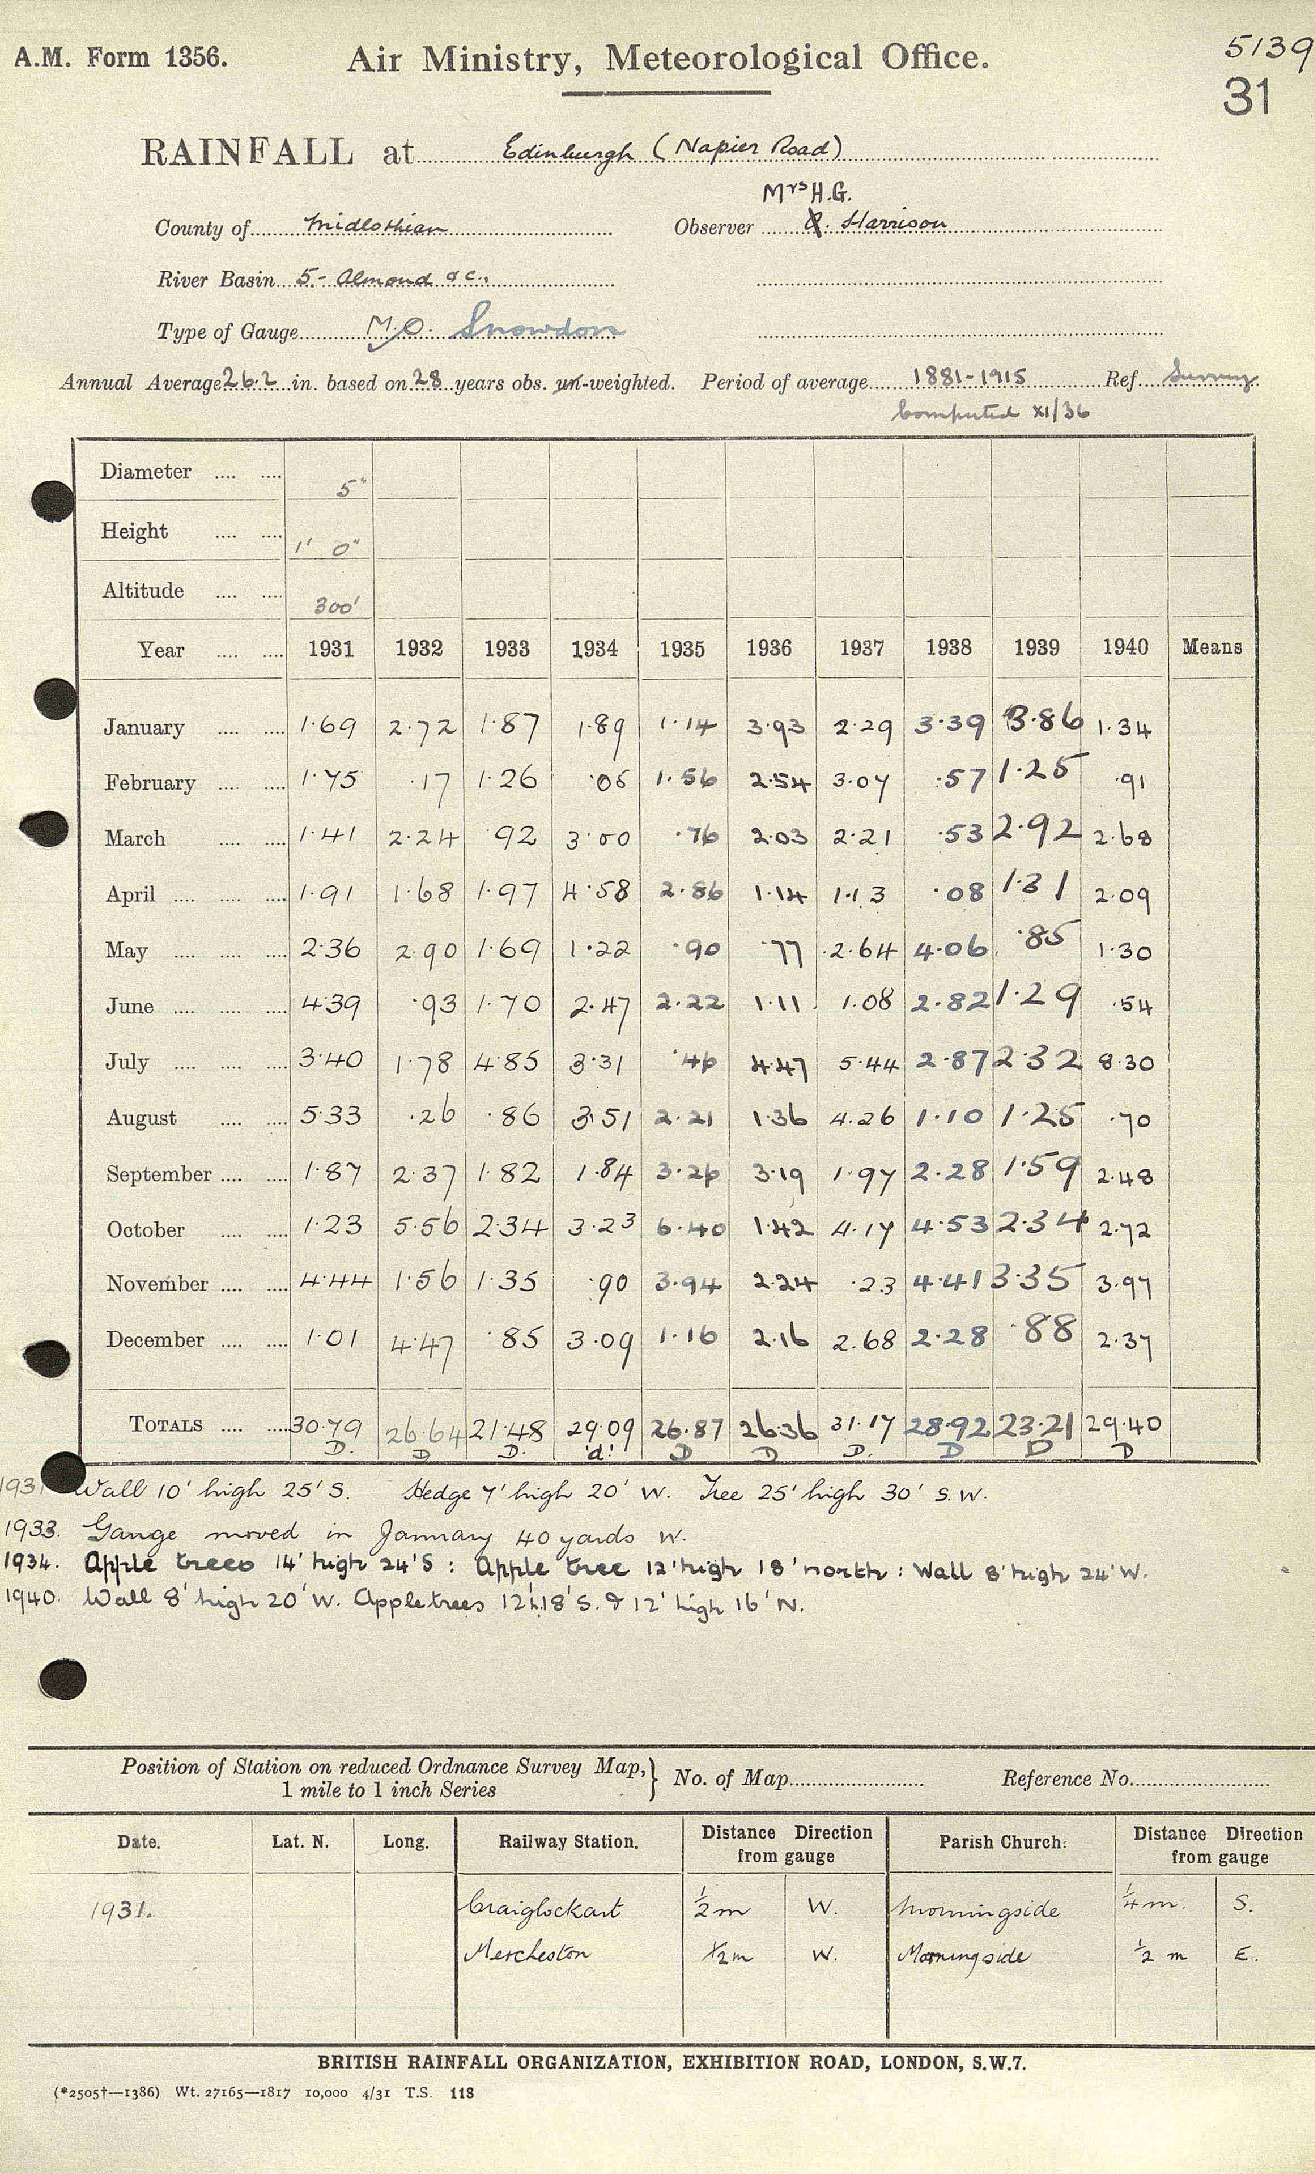 A.M. Form 1356. Air Ministry, Meteorological Office. 5139
31
RAINFALL at Edinburgh (Napier Road)
Mrs H.G.
County of Midlothian Observer Harrison
River Basin 5 - Almond &c.,
Type of Gauge M.O. Snowdon
Annual Average 26.2 in. based on 28 years obs. un-weighted. Period of average 1881-1915 Ref. Survey
Computed XI/36
Diameter .... .... 5"
Height .... .... 1' 0"
Altitude .... .... 300'
Year .... .... 1931 1932 1933 1934 1935 1936 1937 1938 1939 1940 Means
January .... .... 1.69 2.72 1.87 1.89 1.14 3.93 2.29 3.39 3.86 1.34
February .... .... 1.75 .17 1.26 .05 1.56 2.54 3.07 .57 1.25 .91
March .... .... 1.41 2.24 .92 3.00 .76 2.03 2.21 .53 2.92 2.68
April .... .... .... 1.91 1.68 1.97 4.58 2.86 1.14 1.13 .08 1.31 2.09
May .... .... .... 2.36 2.90 1.69 1.22 .90 .77 2.64 4.06 .85 1.30
June .... .... .... 4.39 .93 1.70 2.47 2.22 1.11 1.08 2.82 1.29 .54
July .... .... .... 3.40 1.78 4.85 3.31 .46 4.47 5.44 2.87 2.32 8.30
August .... .... 5.33 .26 .86 3.51 2.21 1.36 4.26 1.10 1.25 .70
September .... .... 1.87 2.37 1.82 1.84 3.26 3.19 1.97 2.28 1.59 2.48
October .... .... 1.23 5.56 2.34 3.23 6.40 1.42 4.17 4.53 2.34 2.72
November .... .... 4.44 1.56 1.35 .90 3.94 2.24 .23 4.41 3.35 3.97
December .... .... 1.01 4.47 .85 3.09 1.16 2.16 2.68 2.28 .88 2.37
TOTALS .... .... 30.79 26.64 21.48 29.09 26.87 26.36 31.17 28.92 23.21 29.40
D. D D. 'd' D D D. D D D
1931 Wall 10' high 25' S. Hedge 7' high 20' W. Tree 25' high 30' S.W.
1933. Gauge moved in January 40 yards W.
1934. Apple trees 14' high 24' S : Apple tree 12' high 18' north : Wall 8' high 24' W.
1940. Wall 8' high 20' W. Apple trees 12'h.18' S. & 12' high 16' N.
Position of Station on reduced Ordnance Survey Map, } No. of Map Reference No.
1 mile to 1 inch Series
Date. Lat. N. Long. Railway Station. Distance Direction from gauge Parish Church. Distance Direction from gauge
1931. Craiglockart ½ m W. Morningside ¼ m. S.
Mercheston ½ m W. Morningside ½ m E.
BRITISH RAINFALL ORGANIZATION, EXHIBITION ROAD, LONDON, S.W.7.
(*2505†—1386) Wt. 27165—1817 10,000 4/31 T.S. 118